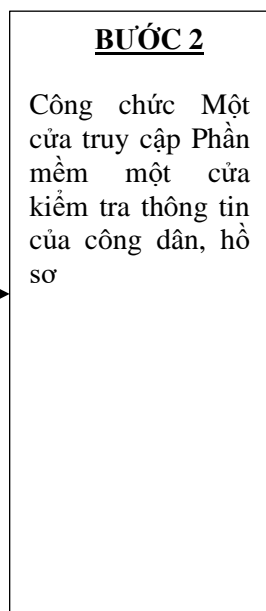 BƯỚC 2
Công chức Một
cửa truy cập Phần
mềm một cửa
kiểm tra thông tin
của công dân, hồ
sơ